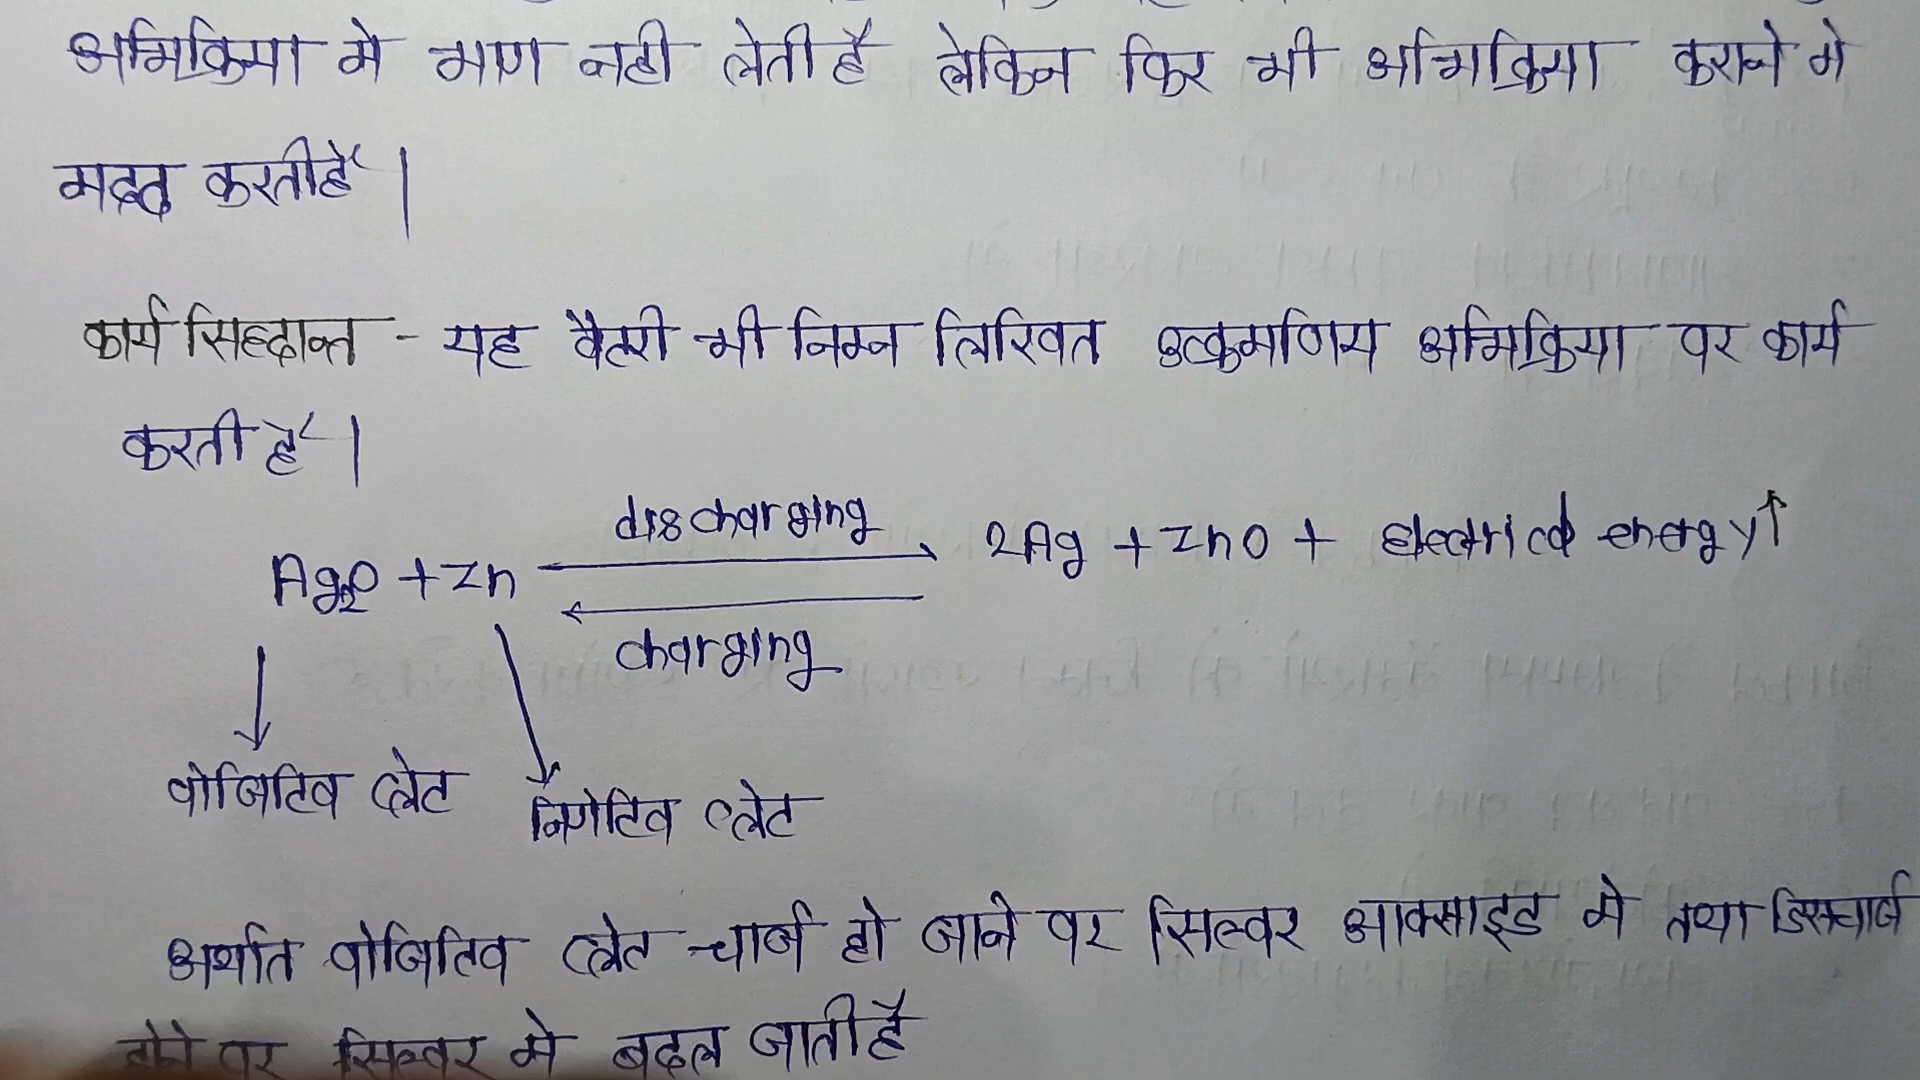 अभिक्रिया मे भाग नही लेती है लेकिन फिर भी अभिक्रिया कराने मे
मदद करती है |
कार्य सिद्धान्त - यह बैटरी भी निम्न लिखित उत्क्रमणिय अभिक्रिया पर कार्य
करती है |
discharging
Ag₂O + Zn ⇌ 2Ag + ZnO + Electrical energy↑
charging
पोजिटिव प्लेट निगेटिव प्लेट
अर्थात पोजिटिव प्लेट चार्ज हो जाने पर सिल्वर आक्साइड मे तथा डिस्चार्ज
होने पर सिल्वर मे बदल जाती है